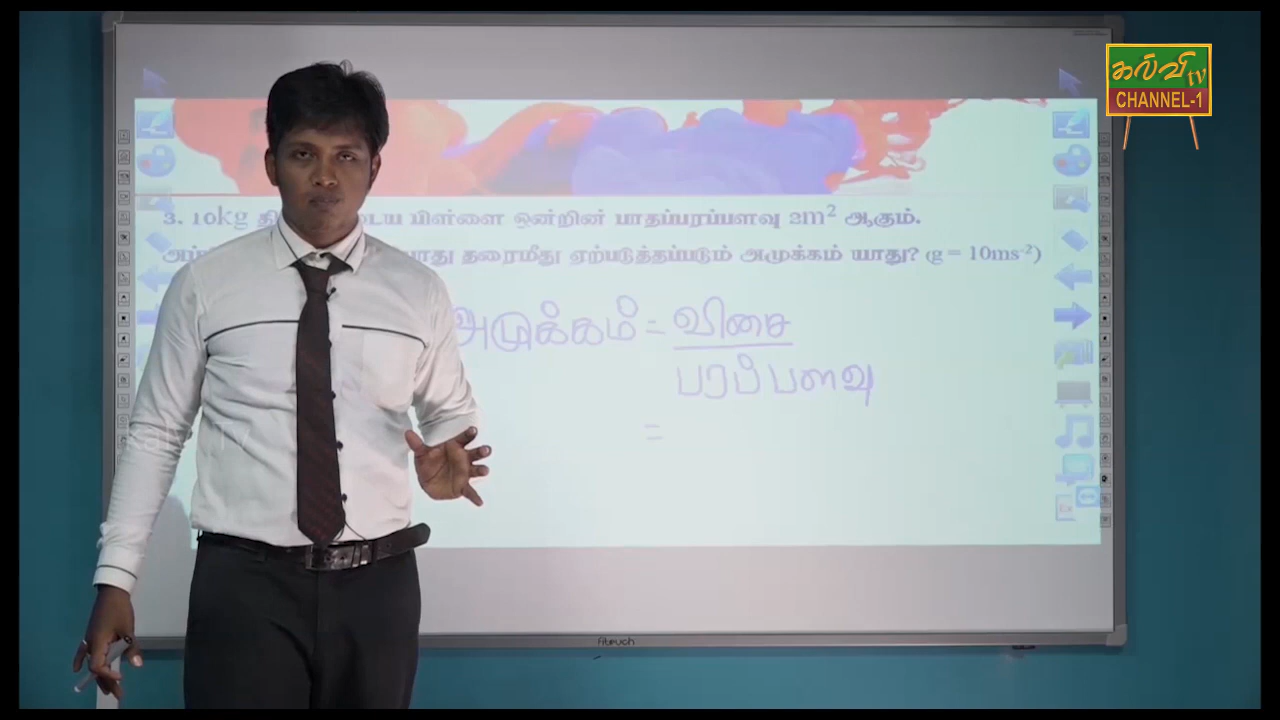 கல்வி tv
CHANNEL-1
3. 10kg பிள்ளை ஒன்றின் பாதப்பரப்பளவு 2m² ஆகும்.
தரைமீது ஏற்படுத்தப்படும் அமுக்கம் யாது? (g = 10ms⁻²)
அமுக்கம் = விசை
பரப்பளவு
=